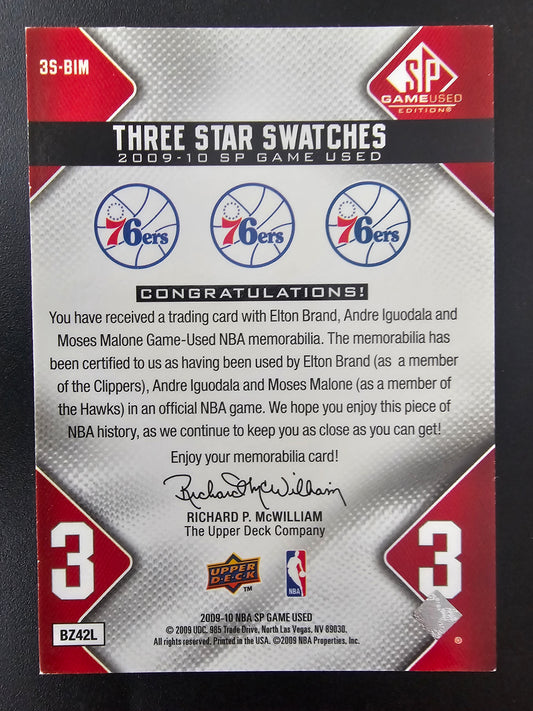 3S-BIM
SP
GAMEUSED
EDITION®
THREE STAR SWATCHES
2009-10 SP GAME USED
76ers 76ers 76ers
CONGRATULATIONS!
You have received a trading card with Elton Brand, Andre Iguodala and
Moses Malone Game-Used NBA memorabilia. The memorabilia has
been certified to us as having been used by Elton Brand (as a member
of the Clippers), Andre Iguodala and Moses Malone (as a member of
the Hawks) in an official NBA game. We hope you enjoy this piece of
NBA history, as we continue to keep you as close as you can get!
Enjoy your memorabilia card!
Richard McWilliam
RICHARD P. McWILLIAM
The Upper Deck Company
3 3
UPPER
DECK
TM
NBA
BZ42L
2009-10 NBA SP GAME USED
© 2009 UDC. 985 Trade Drive, North Las Vegas, NV 89030.
All rights reserved. Printed in the USA. ©2009 NBA Properties, Inc.
®